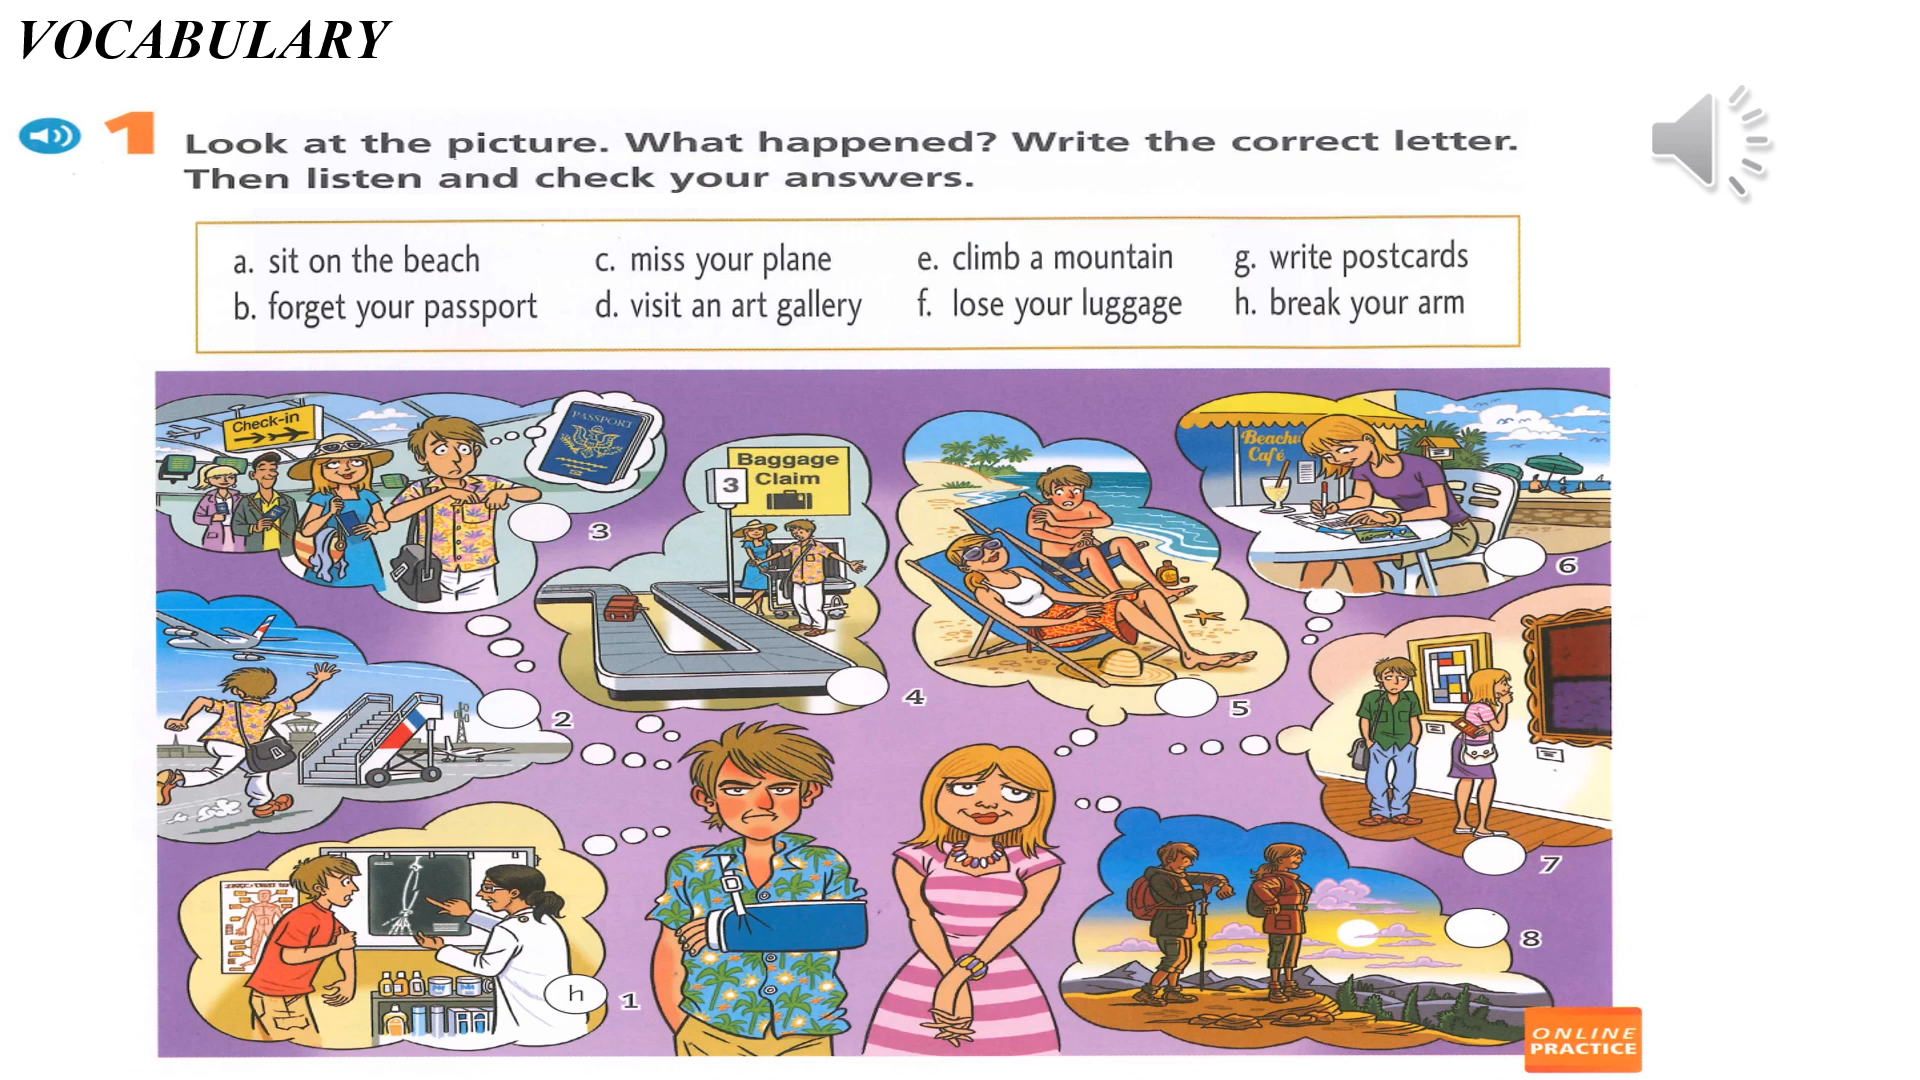 VOCABULARY
1
Look at the picture. What happened? Write the correct letter.
Then listen and check your answers.
a. sit on the beach
b. forget your passport
c. miss your plane
d. visit an art gallery
e. climb a mountain
f. lose your luggage
g. write postcards
h. break your arm
Check-in
PASSPORT
3
Baggage
Claim
3
4
5
Café
6
2
7
h
1
8
ONLINE
PRACTICE